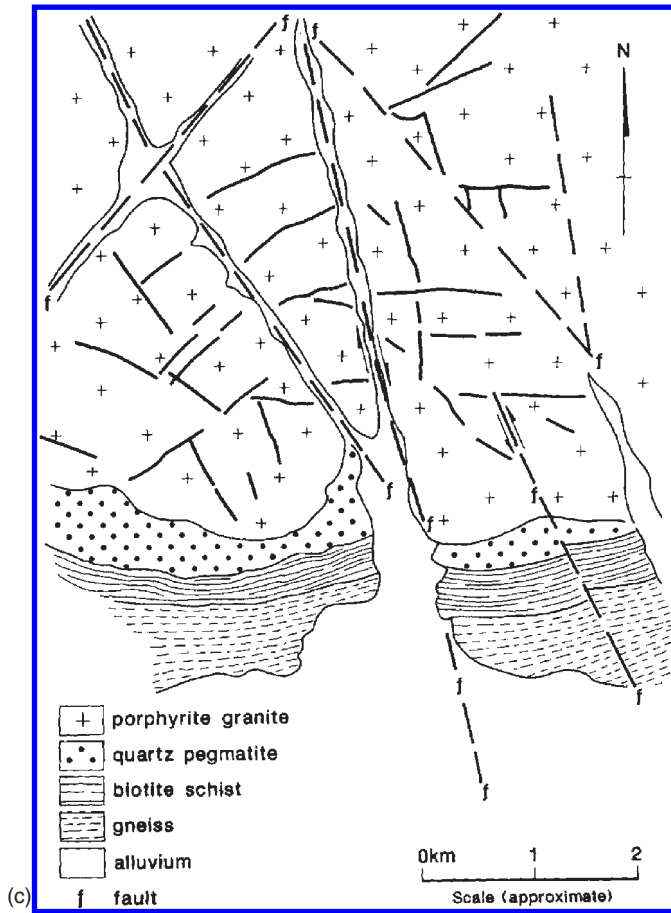 f
f
N
f
f
f
f
f
f
porphyrite granite
quartz pegmatite
biotite schist
gneiss
alluvium
f fault
0km 1 2
Scale (approximate)
(c)